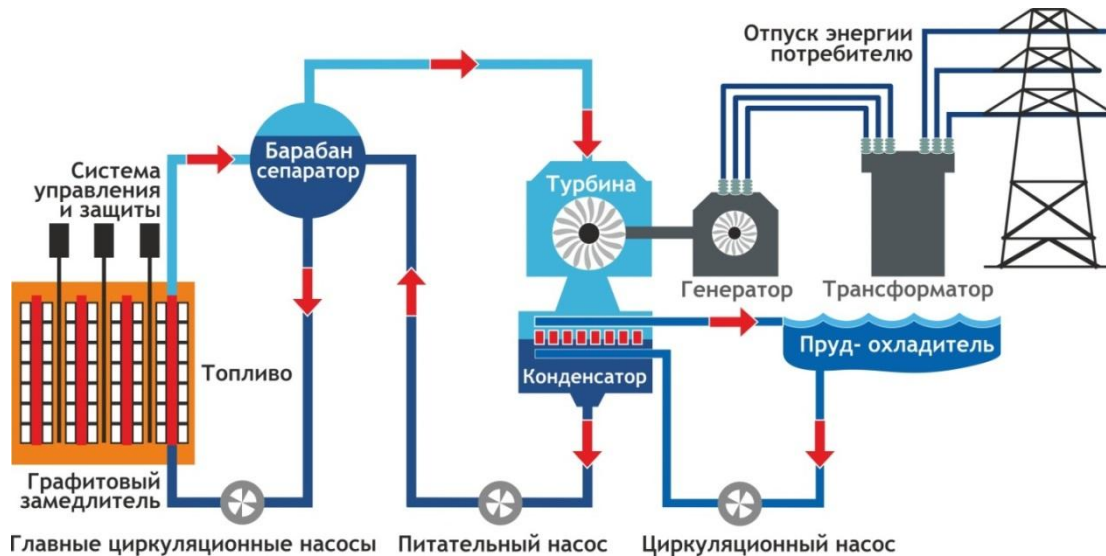 Отпуск энергии
потребителю
Барабан
сепаратор
Система
управления
и защиты
Турбина
Генератор
Трансформатор
Пруд- охладитель
Топливо
Конденсатор
Графитовый
замедлитель
Главные циркуляционные насосы
Питательный насос
Циркуляционный насос